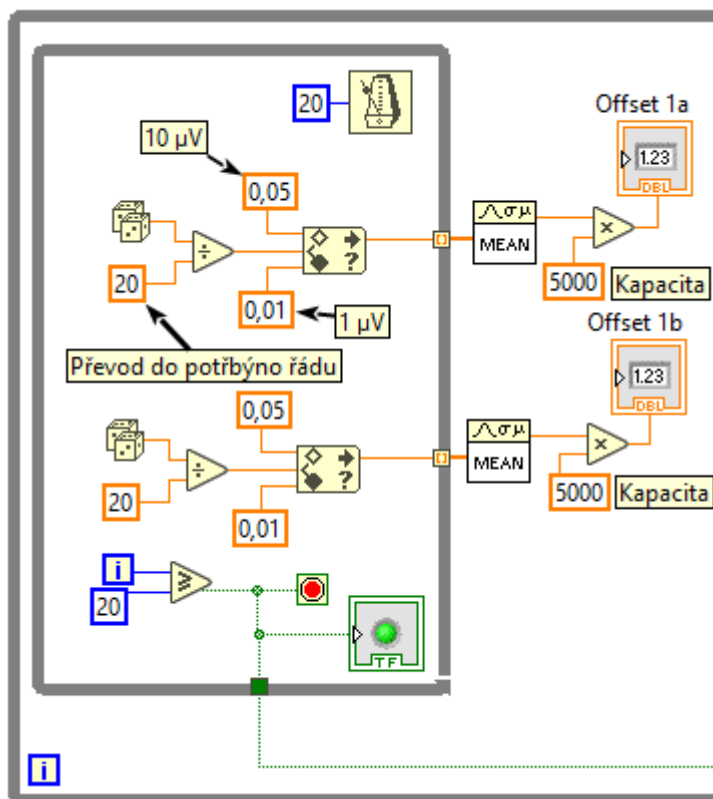 20
Offset 1a
10 µV
1.23
DBL
0,05
MEAN
20
0,01
1 µV
5000
Kapacita
Offset 1b
Převod do potřbýno řádu
1.23
DBL
0,05
MEAN
20
0,01
5000
Kapacita
i
20
TF
i